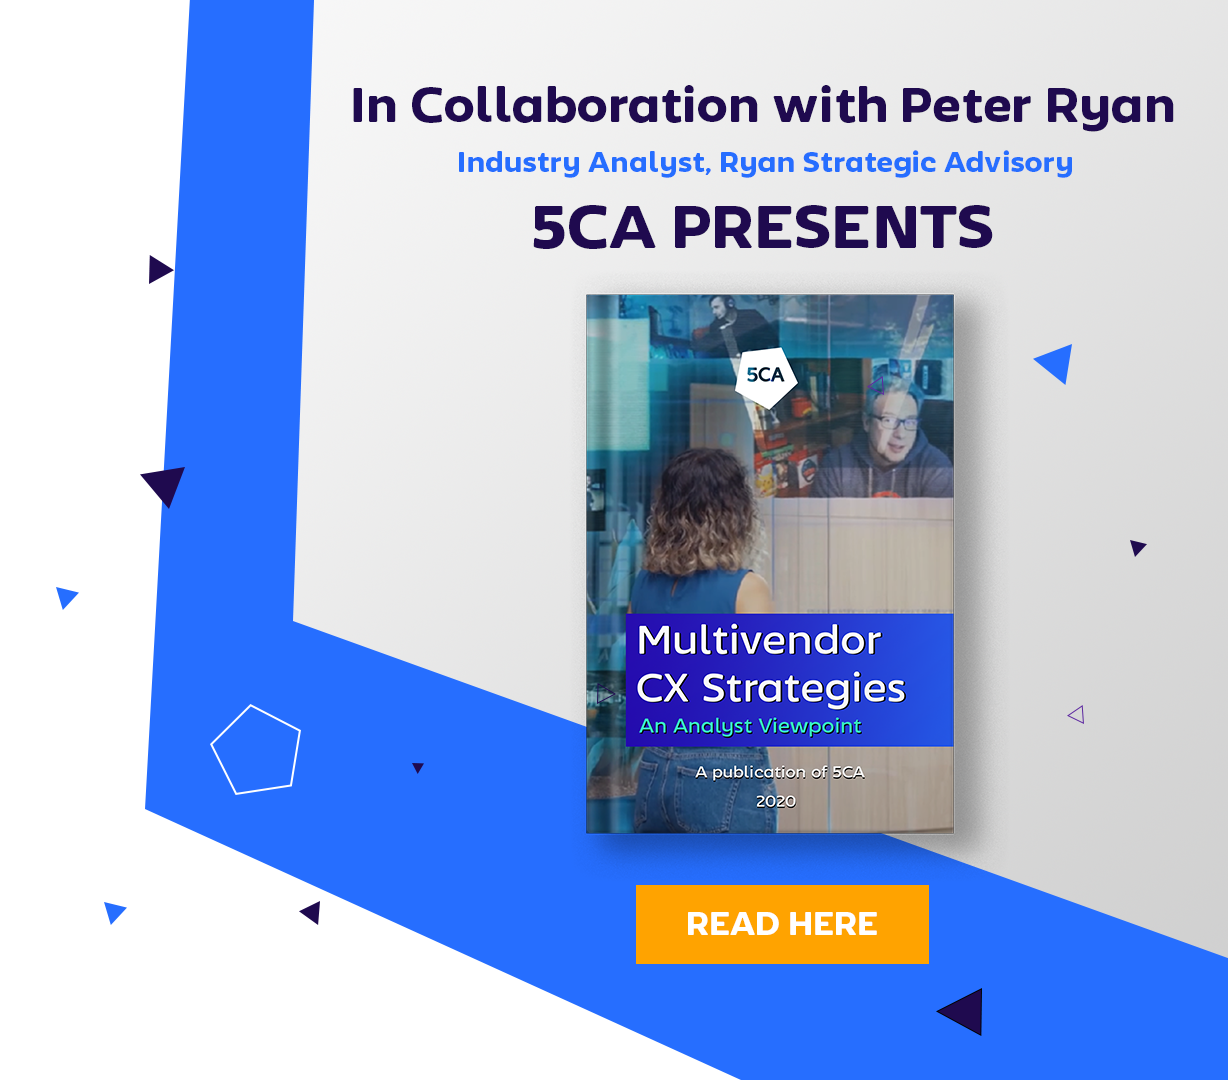 In Collaboration with Peter Ryan
Industry Analyst, Ryan Strategic Advisory
5CA PRESENTS
5CA
Multivendor
CX Strategies
An Analyst Viewpoint
A publication of 5CA
2020
READ HERE